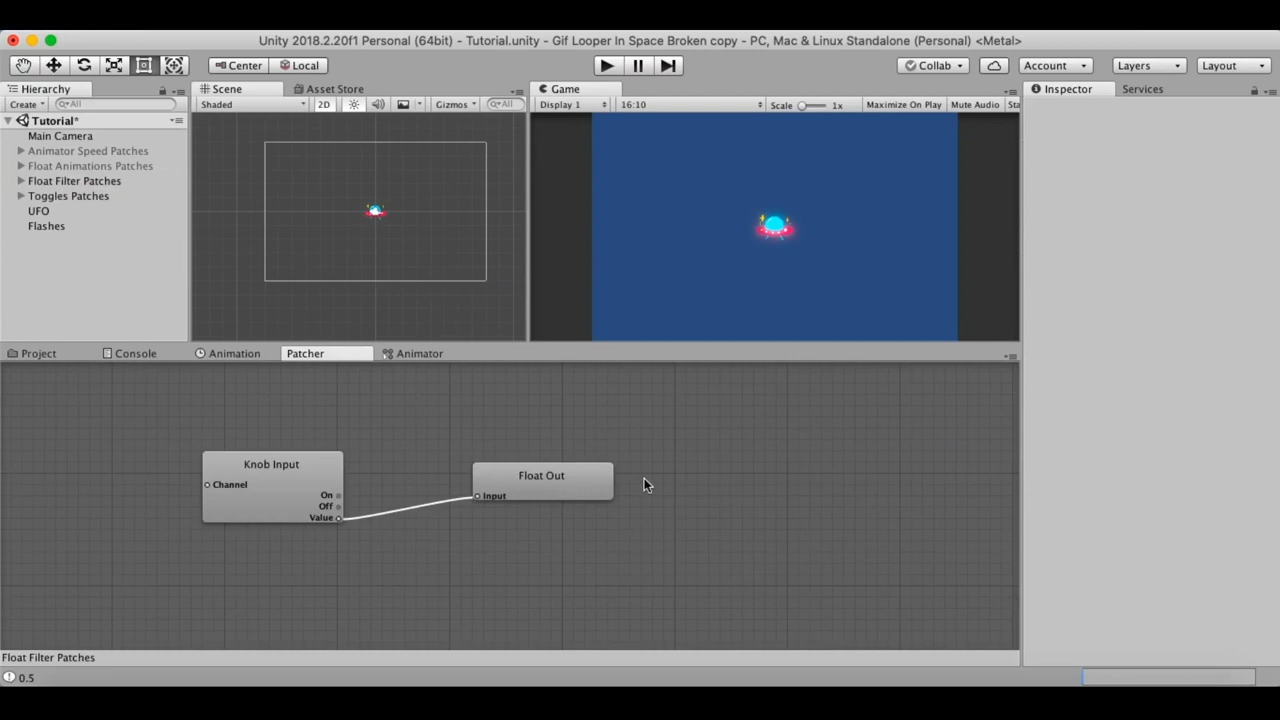 Unity 2018.2.20f1 Personal (64bit) - Tutorial.unity - Gif Looper In Space Broken copy - PC, Mac & Linux Standalone (Personal) <Metal>
Center Local Collab Account Layers Layout
Hierarchy Scene Asset Store Game Inspector Services
Create All Shaded 2D Gizmos All Display 1 16:10 Scale 1x Maximize On Play Mute Audio Sta
Tutorial*
Main Camera
Animator Speed Patches
Float Animations Patches
Float Filter Patches
Toggles Patches
UFO
Flashes
Project Console Animation Patcher Animator
Knob Input
Channel
On
Off
Value
Float Out
Input
Float Filter Patches
0.5